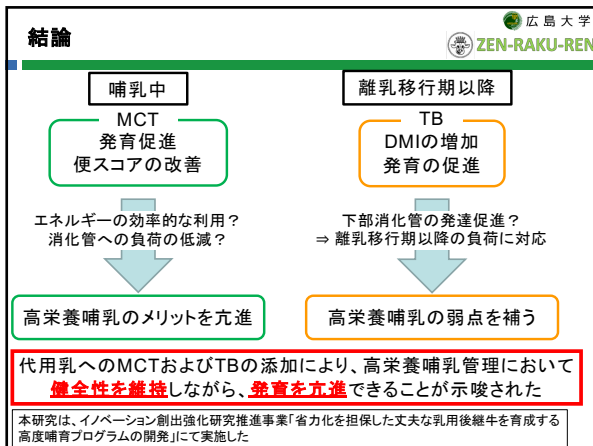 結論
広島大学
ZEN-RAKU-REN
哺乳中
MCT
発育促進
便スコアの改善
エネルギーの効率的な利用？
消化管への負荷の低減？
高栄養哺乳のメリットを亢進
離乳移行期以降
TB
DMIの増加
発育の促進
下部消化管の発達促進？
⇒ 離乳移行期以降の負荷に対応
高栄養哺乳の弱点を補う
代用乳へのMCTおよびTBの添加により、高栄養哺乳管理において
健全性を維持しながら、発育を亢進できることが示唆された
本研究は、イノベーション創出強化研究推進事業「省力化を担保した丈夫な乳用後継牛を育成する
高度哺育プログラムの開発」にて実施した